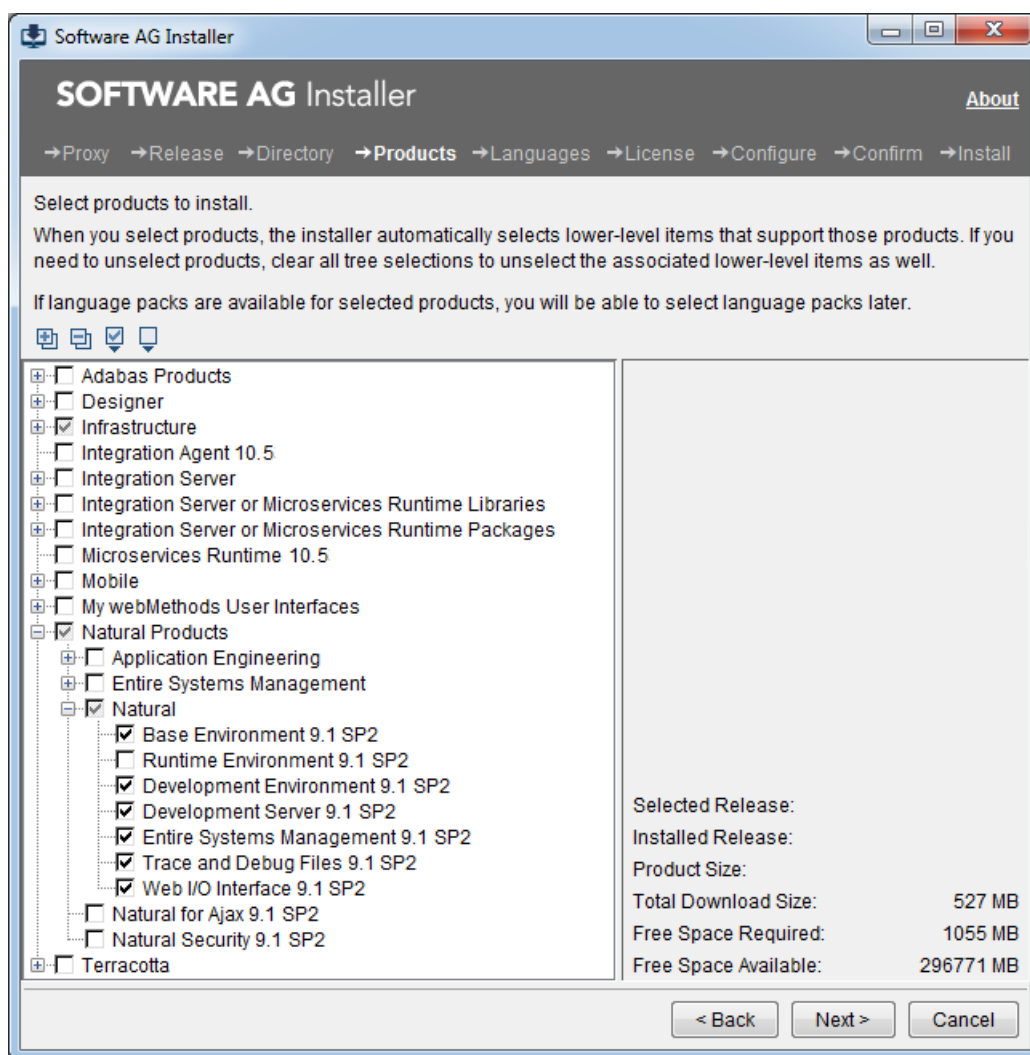 Software AG Installer
SOFTWARE AG Installer
About
→Proxy →Release →Directory →Products →Languages →License →Configure →Confirm →Install
Select products to install.
When you select products, the installer automatically selects lower-level items that support those products. If you
need to unselect products, clear all tree selections to unselect the associated lower-level items as well.
If language packs are available for selected products, you will be able to select language packs later.
Adabas Products
Designer
Infrastructure
Integration Agent 10.5
Integration Server
Integration Server or Microservices Runtime Libraries
Integration Server or Microservices Runtime Packages
Microservices Runtime 10.5
Mobile
My webMethods User Interfaces
Natural Products
Application Engineering
Entire Systems Management
Natural
Base Environment 9.1 SP2
Runtime Environment 9.1 SP2
Development Environment 9.1 SP2
Development Server 9.1 SP2
Entire Systems Management 9.1 SP2
Trace and Debug Files 9.1 SP2
Web I/O Interface 9.1 SP2
Natural for Ajax 9.1 SP2
Natural Security 9.1 SP2
Terracotta
Selected Release:
Installed Release:
Product Size:
Total Download Size: 527 MB
Free Space Required: 1055 MB
Free Space Available: 296771 MB
< Back Next > Cancel